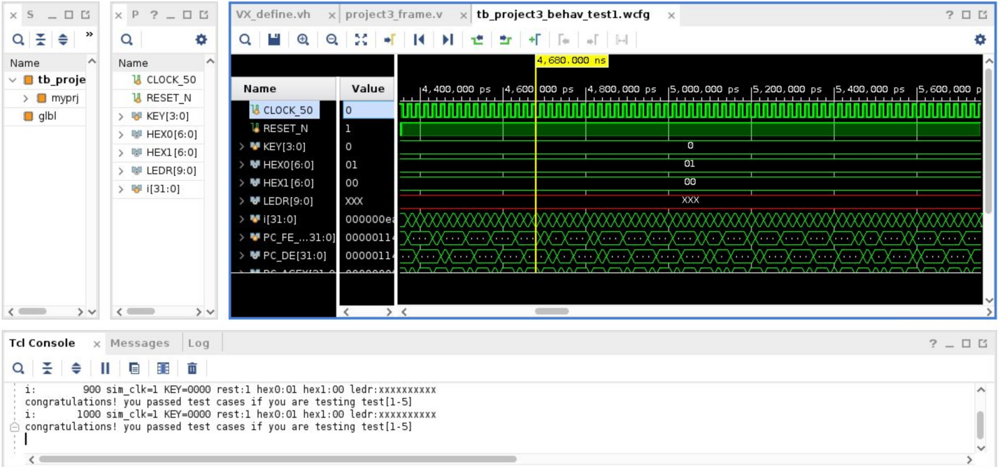 S
»
Name
tb_proje
myprj
glbl
P
Name
CLOCK_50
RESET_N
KEY[3:0]
HEX0[6:0]
HEX1[6:0]
LEDR[9:0]
i[31:0]
VX_define.vh × project3_frame.v × tb_project3_behav_test1.wcfg × ?
4,680.000 ns
Name Value
4,400,000 ps 4,600,000 ps 4,800,000 ps 5,000,000 ps 5,200,000 ps 5,400,000 ps 5,600,000 p
CLOCK_50 0
RESET_N 1
KEY[3:0] 0 0
HEX0[6:0] 01 01
HEX1[6:0] 00 00
LEDR[9:0] XXX XXX
i[31:0] 000000ea
PC_FE_...31:0] 00000114
PC_DE[31:0] 00000114
Tcl Console × Messages Log ?
i: 900 sim_clk=1 KEY=0000 rest:1 hex0:01 hex1:00 ledr:xxxxxxxxxx
congratulations! you passed test cases if you are testing test[1-5]
i: 1000 sim_clk=1 KEY=0000 rest:1 hex0:01 hex1:00 ledr:xxxxxxxxxx
congratulations! you passed test cases if you are testing test[1-5]